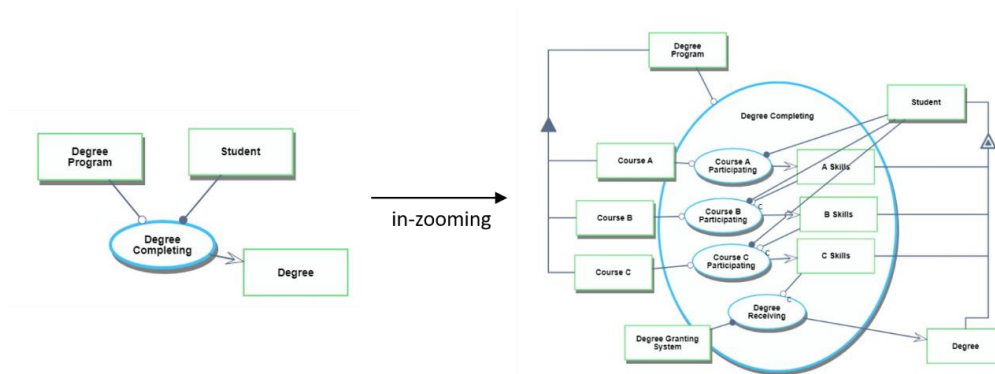 Degree
Program
Student
Degree
Completing
Degree
in-zooming
Degree
Program
Student
Degree Completing
Course A
Course A
Participating
A Skills
Course B
Course B
Participating
c
B Skills
Course C
Course C
Participating
c
C Skills
Degree
Receiving
c
Degree Granting
System
Degree